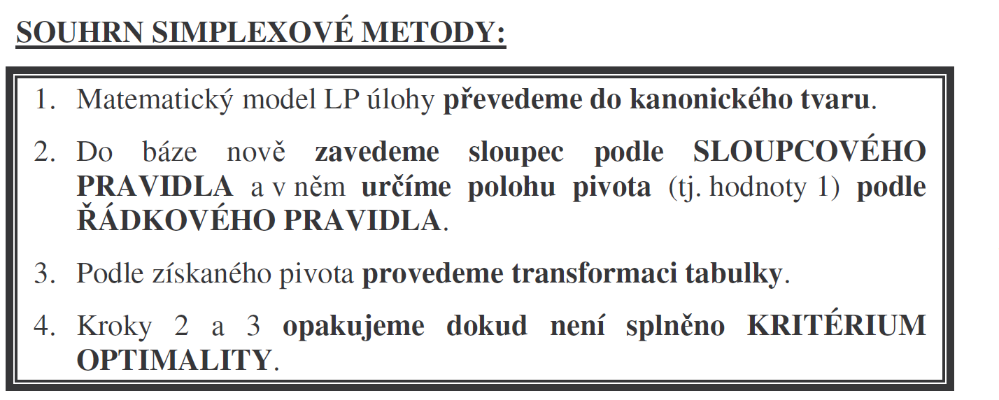 SOUHRN SIMPLEXOVÉ METODY:
1. Matematický model LP úlohy převedeme do kanonického tvaru.
2. Do báze nově zavedeme sloupec podle SLOUPCOVÉHO
PRAVIDLA a v něm určíme polohu pivota (tj. hodnoty 1) podle
ŘÁDKOVÉHO PRAVIDLA.
3. Podle získaného pivota provedeme transformaci tabulky.
4. Kroky 2 a 3 opakujeme dokud není splněno KRITÉRIUM
OPTIMALITY.